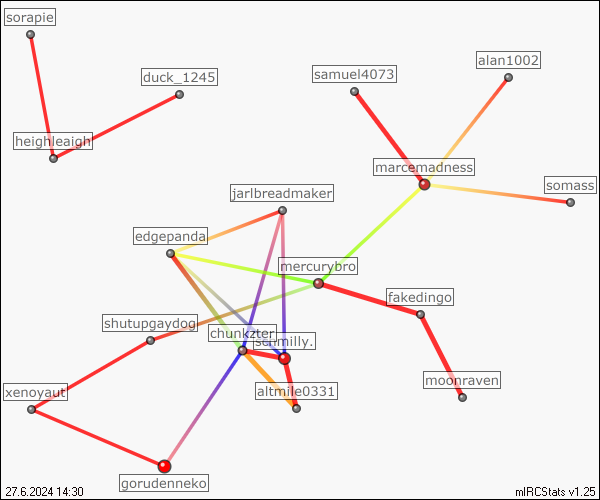 sorapie
alan1002
duck_1245
samuel4073
heighleaigh
marcemadness
somass
jarlbreadmaker
edgepanda
mercurybro
fakedingo
shutupgaydog
chunkzter
milly.
moonraven
altmile0331
xenoyaut
gorudenneko
27.6.2024 14:30
mIRCStats v1.25